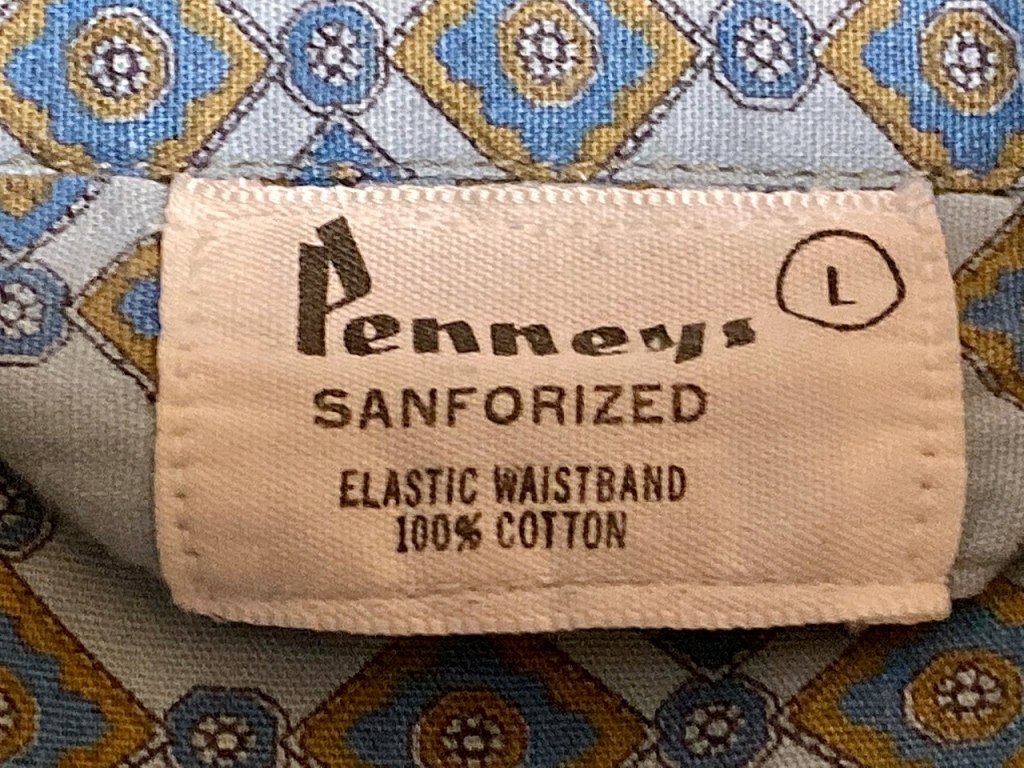 Penneys
L
SANFORIZED
ELASTIC WAISTBAND
100% COTTON